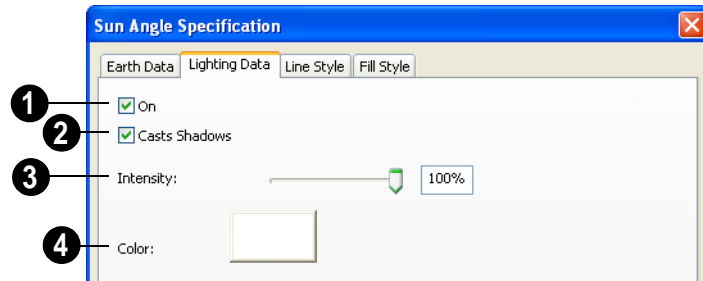 Sun Angle Specification
Earth Data Lighting Data Line Style Fill Style
1 On
2 Casts Shadows
3 Intensity: 100%
4 Color: